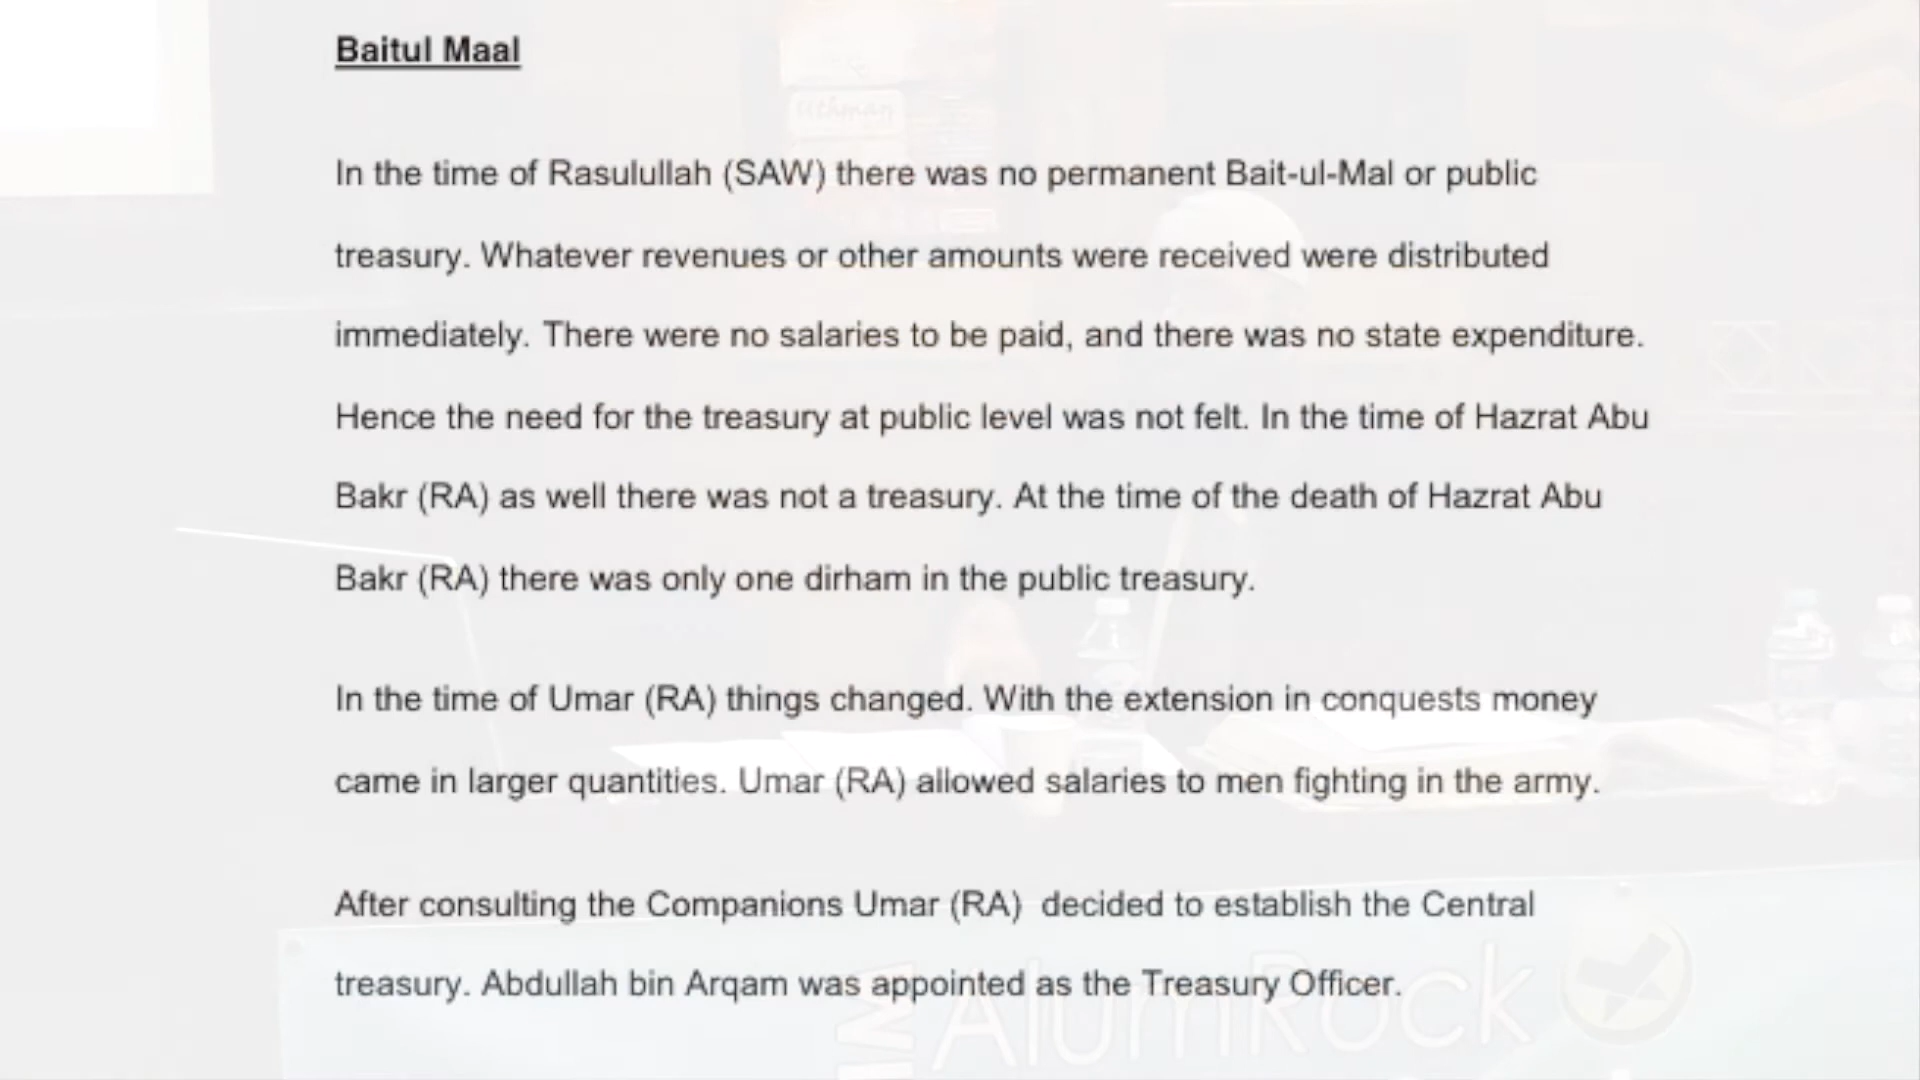 Baitul Maal
Uthman
In the time of Rasulullah (SAW) there was no permanent Bait-ul-Mal or public
treasury. Whatever revenues or other amounts were received were distributed
immediately. There were no salaries to be paid, and there was no state expenditure.
Hence the need for the treasury at public level was not felt. In the time of Hazrat Abu
Bakr (RA) as well there was not a treasury. At the time of the death of Hazrat Abu
Bakr (RA) there was only one dirham in the public treasury.
In the time of Umar (RA) things changed. With the extension in conquests money
came in larger quantities. Umar (RA) allowed salaries to men fighting in the army.
After consulting the Companions Umar (RA) decided to establish the Central
treasury. Abdullah bin Arqam was appointed as the Treasury Officer.
AlumRock